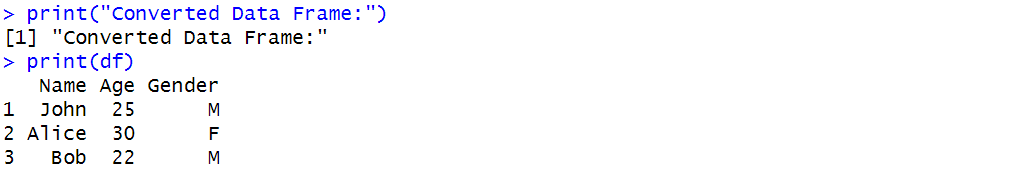 > print("Converted Data Frame:")
[1] "Converted Data Frame:"
> print(df)
   Name Age Gender
1  John  25      M
2 Alice  30      F
3   Bob  22      M